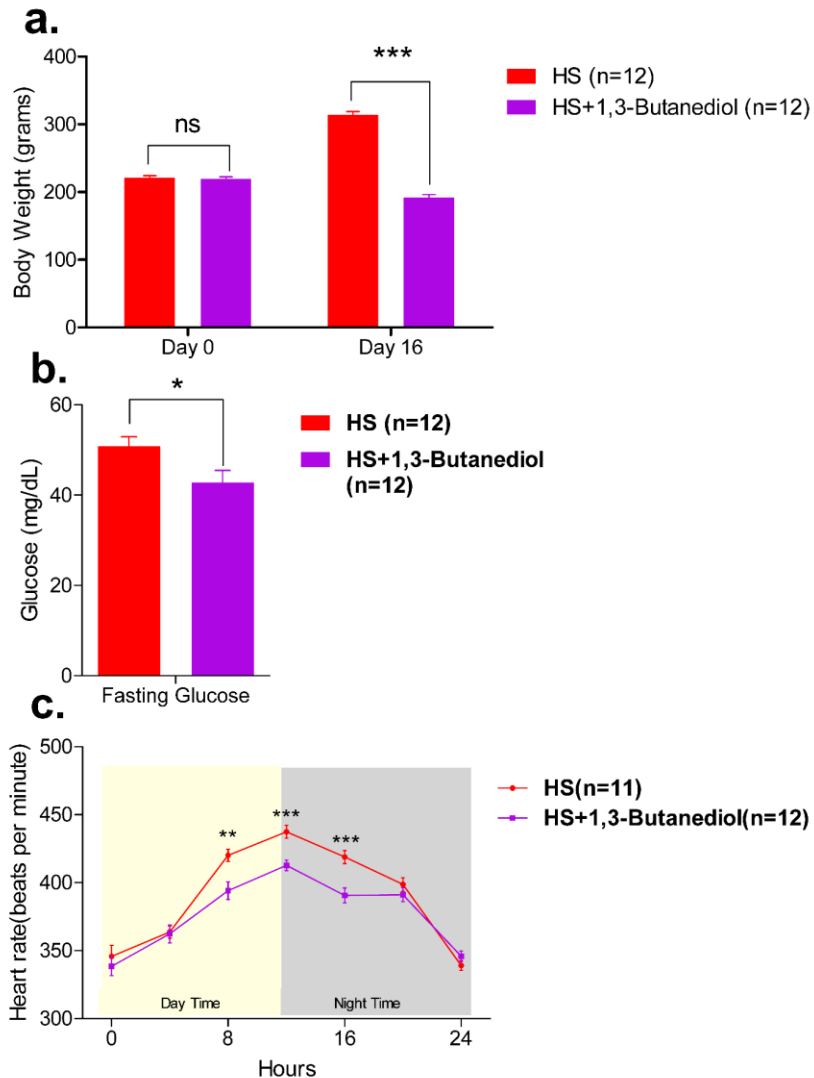 a.
Body Weight (grams)
400
300
200
100
0
ns
***
Day 0
Day 16
HS (n=12)
HS+1,3-Butanediol (n=12)
b.
Glucose (mg/dL)
60
40
20
0
*
Fasting Glucose
HS (n=12)
HS+1,3-Butanediol
(n=12)
c.
Heart rate(beats per minute)
500
450
400
350
300
**
***
***
Day Time
Night Time
0
8
16
24
Hours
HS(n=11)
HS+1,3-Butanediol(n=12)